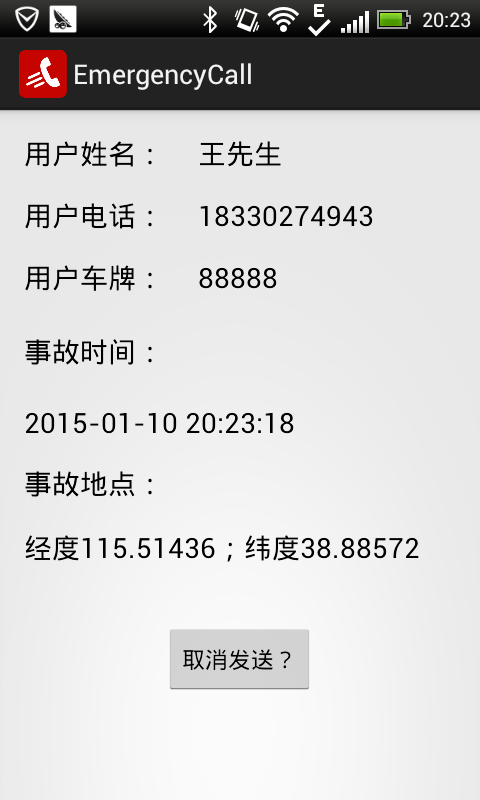 E
20:23
EmergencyCall
用户姓名： 王先生
用户电话： 18330274943
用户车牌： 88888
事故时间：
2015-01-10 20:23:18
事故地点：
经度115.51436；纬度38.88572
取消发送？